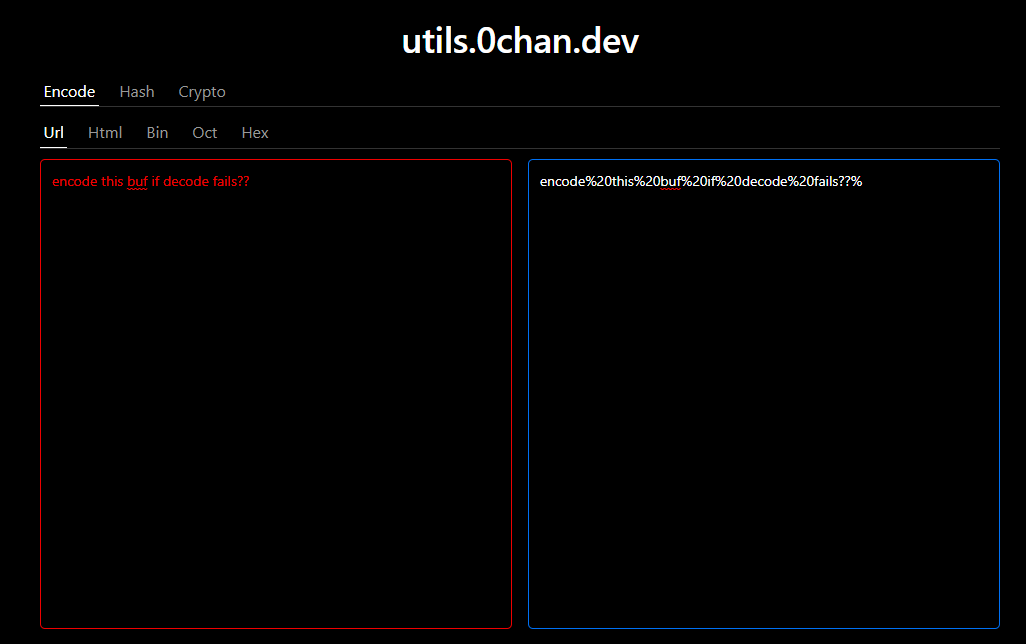 utils.0chan.dev
Encode Hash Crypto
Url Html Bin Oct Hex
encode this buf if decode fails??
encode%20this%20buf%20if%20decode%20fails??%